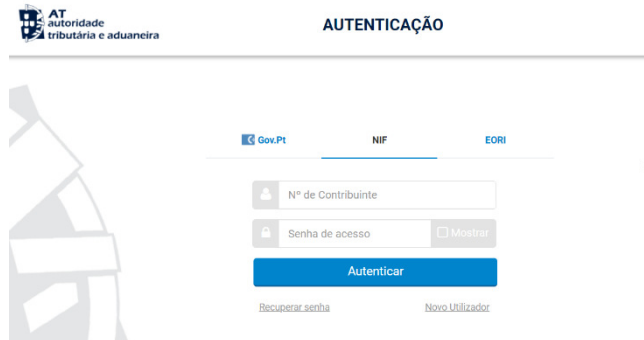 AT
autoridade
tributária e aduaneira
AUTENTICAÇÃO
Gov.Pt
NIF
EORI
Nº de Contribuinte
Senha de acesso
Mostrar
Autenticar
Recuperar senha
Novo Utilizador